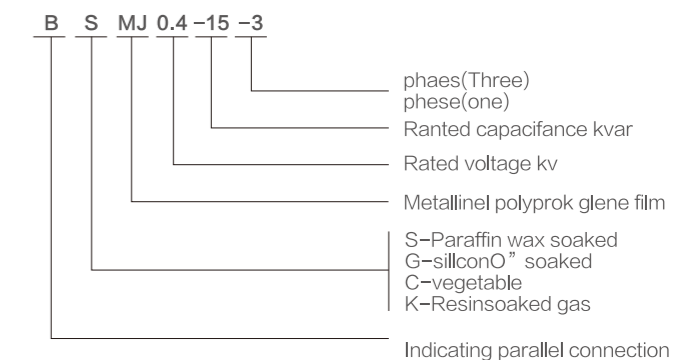 B S MJ 0.4 -15 -3
phaes(Three)
phese(one)
Ranted capacifance kvar
Rated voltage kv
Metallinel polyprok glene film
S-Paraffin wax soaked
G-sillconO” soaked
C-vegetable
K-Resinsoaked gas
Indicating parallel connection